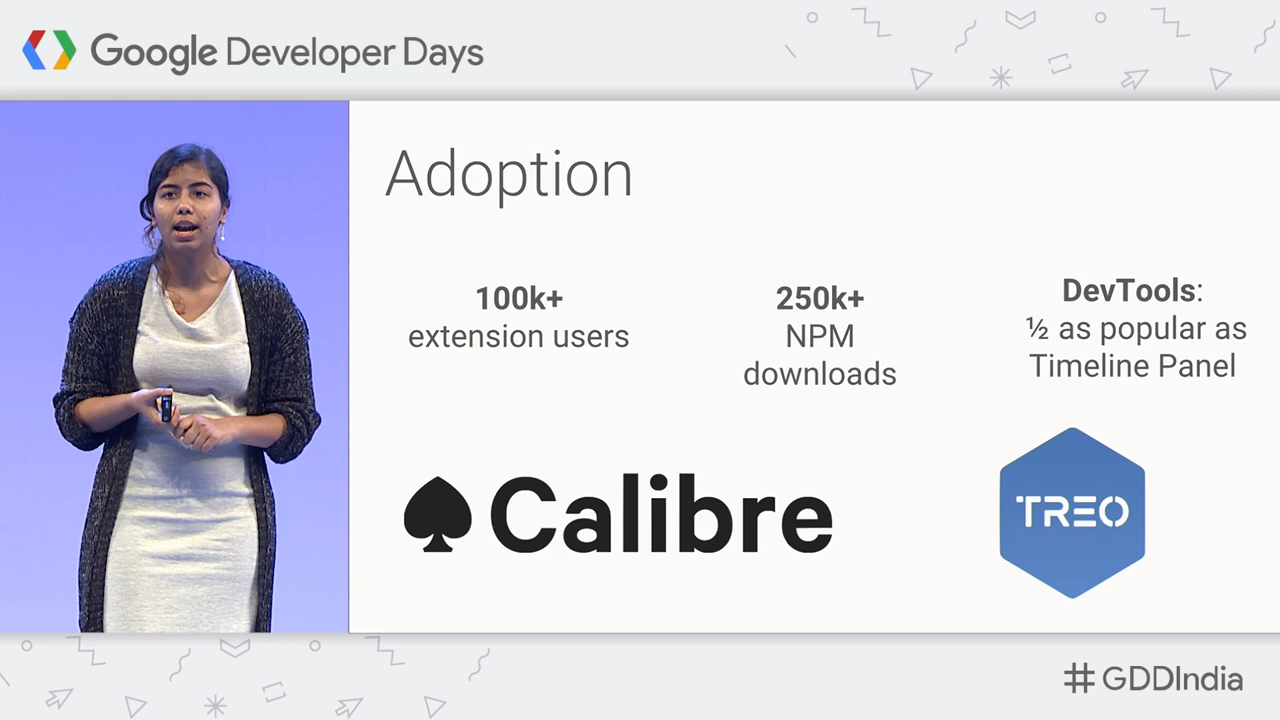 Google Developer Days
Adoption
100k+
extension users
250k+
NPM
downloads
DevTools:
½ as popular as
Timeline Panel
Calibre
TREO
#GDDIndia